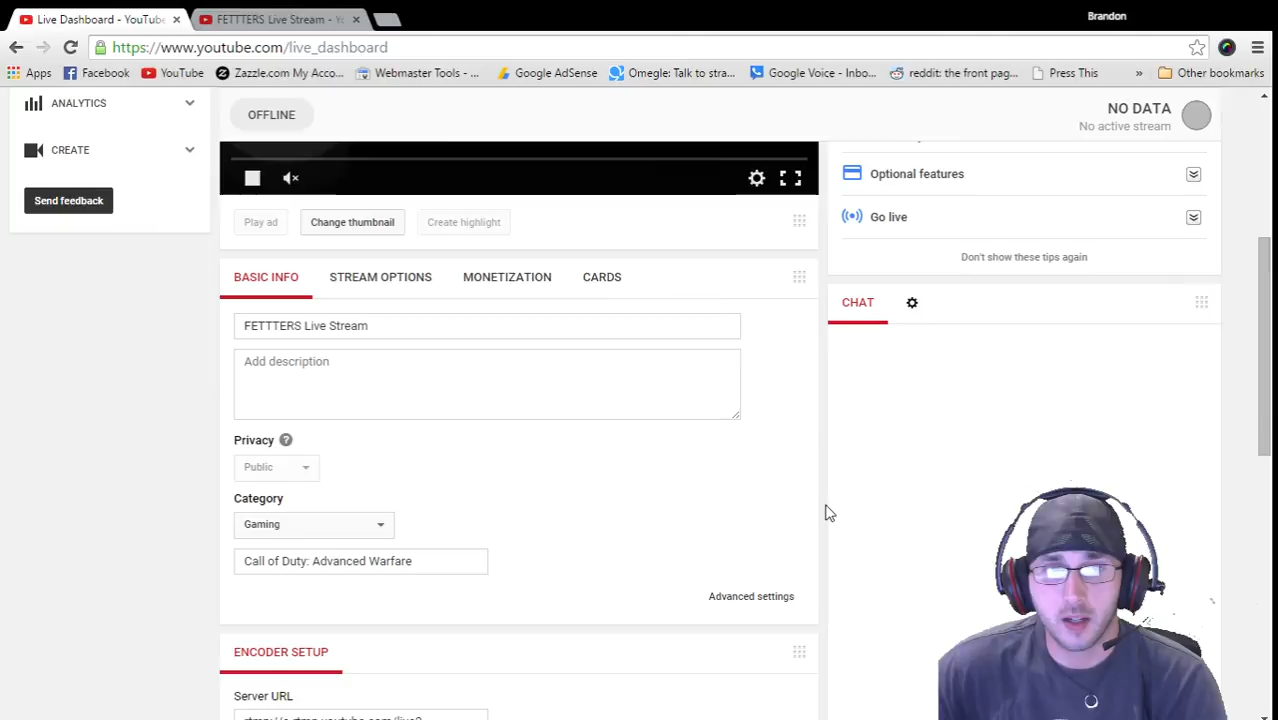 Live Dashboard - YouTube
FETTTERS Live Stream - Yo
Brandon
https://www.youtube.com/live_dashboard
Apps
Facebook
YouTube
Zazzle.com My Acco...
Webmaster Tools - ...
Google AdSense
Omegle: Talk to stra...
Google Voice - Inbo...
reddit: the front pag...
Press This
»
Other bookmarks
ANALYTICS
CREATE
Send feedback
OFFLINE
NO DATA
No active stream
Play ad
Change thumbnail
Create highlight
Optional features
Go live
Don't show these tips again
BASIC INFO
STREAM OPTIONS
MONETIZATION
CARDS
CHAT
FETTTERS Live Stream
Add description
Privacy ?
Public
Category
Gaming
Call of Duty: Advanced Warfare
Advanced settings
ENCODER SETUP
Server URL